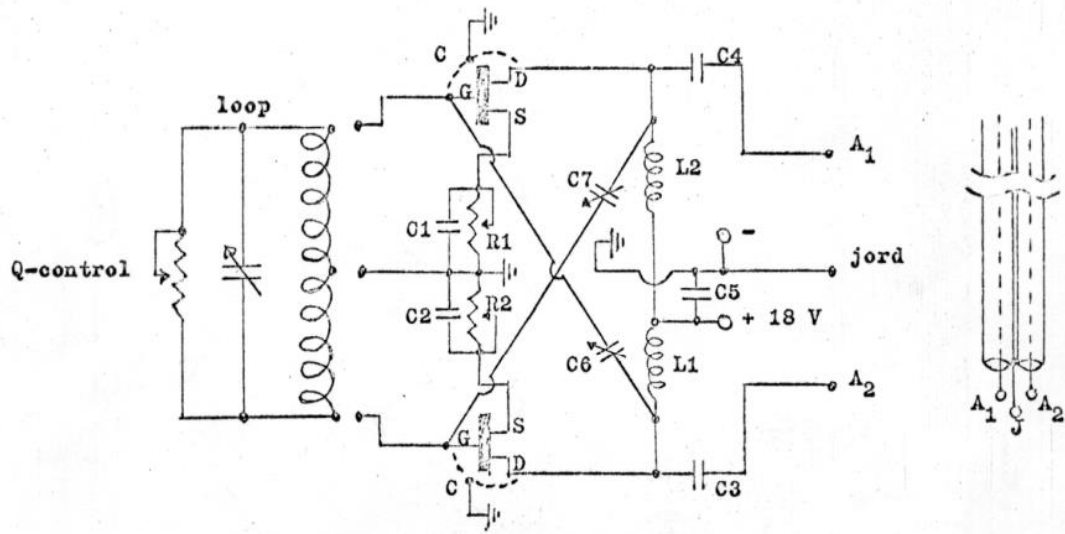 C
C4
D
G
loop
S
A1
C7
L2
C1
R1
-
Q-control
jord
C5
R2
C2
+ 18 V
C6
L1
A2
S
A1
A2
G
J
D
C
C3